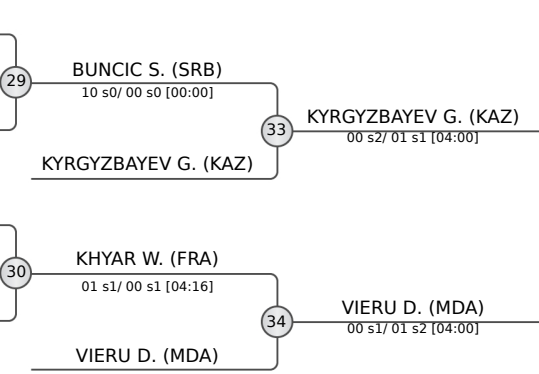 BUNCIC S. (SRB)
29
10 s0/ 00 s0 [00:00]
KYRGYZBAYEV G. (KAZ)
33
00 s2/ 01 s1 [04:00]
KYRGYZBAYEV G. (KAZ)
KHYAR W. (FRA)
30
01 s1/ 00 s1 [04:16]
VIERU D. (MDA)
34
00 s1/ 01 s2 [04:00]
VIERU D. (MDA)